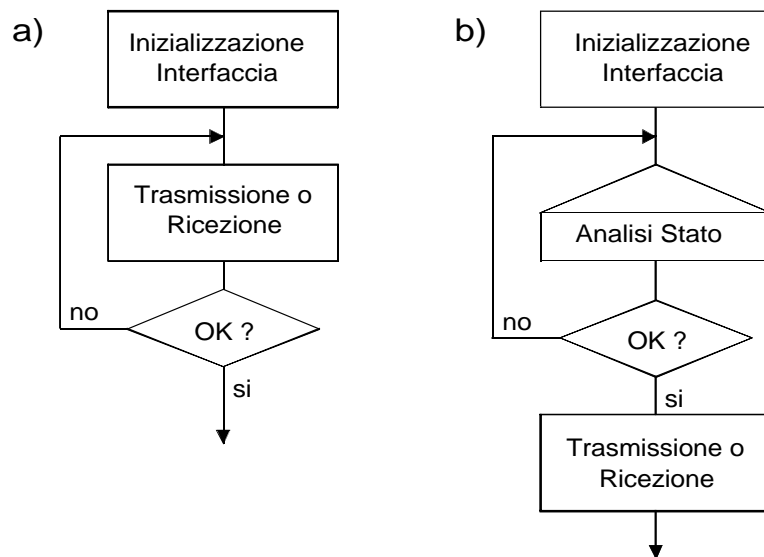 a)
Inizializzazione
Interfaccia
Trasmissione o
Ricezione
no
OK ?
si
b)
Inizializzazione
Interfaccia
Analisi Stato
no
OK ?
si
Trasmissione o
Ricezione